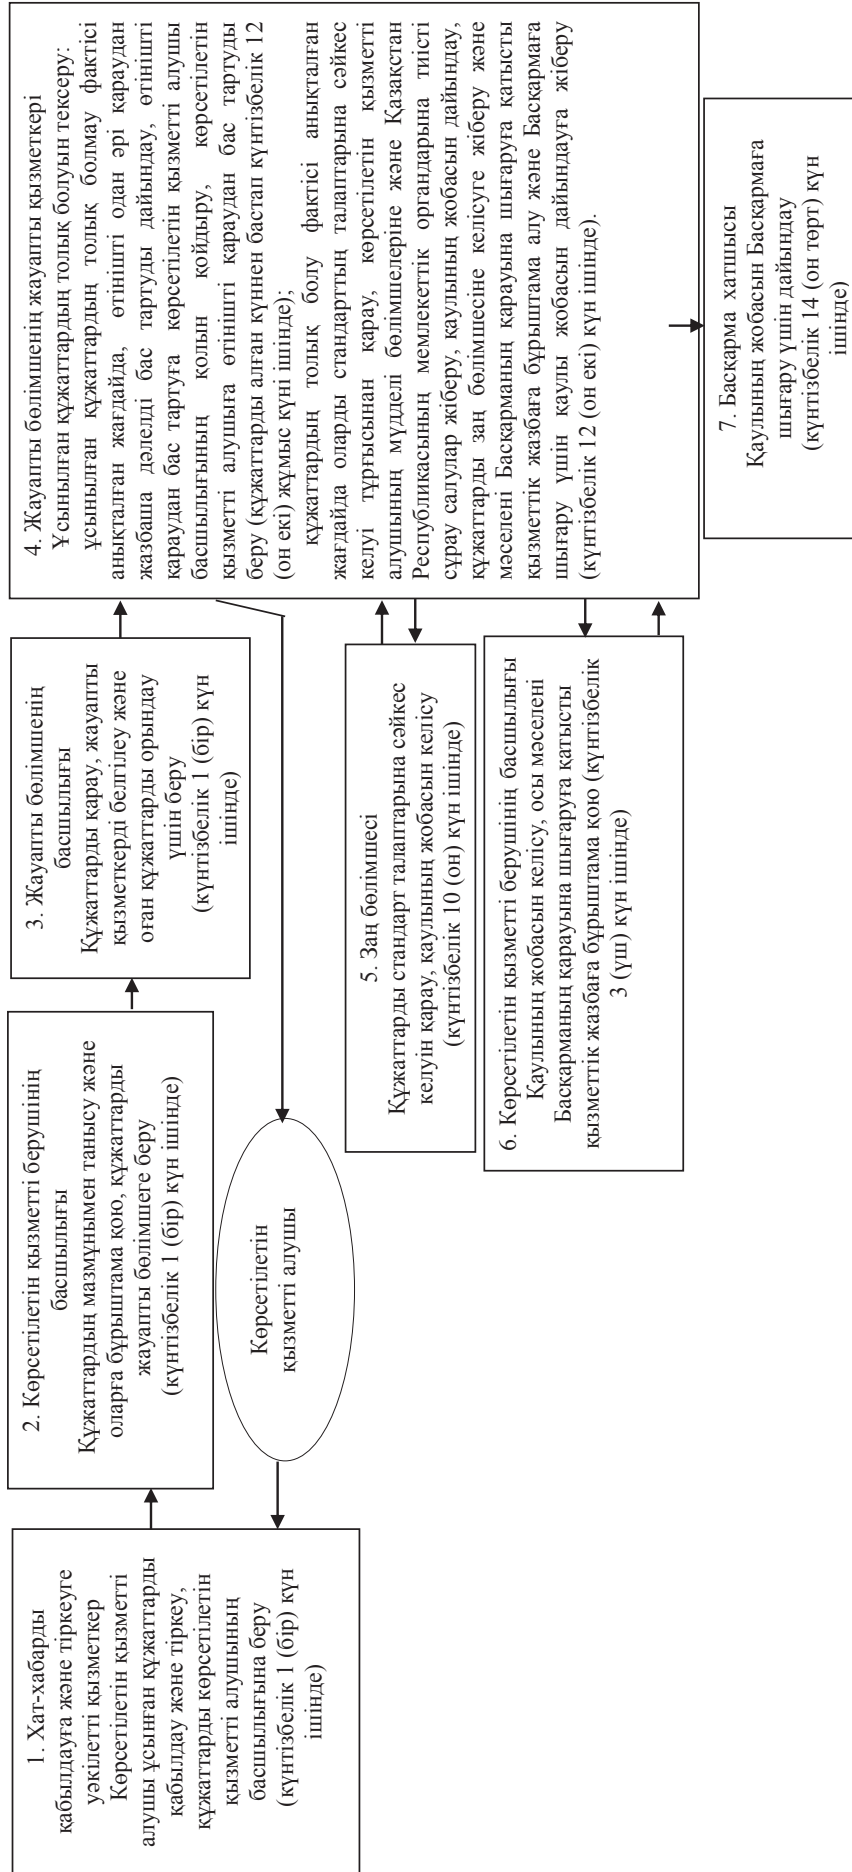 1. Хат-хабарды
қабылдауға және тіркеуге
уәкілетті қызметкер
Көрсетілетін қызметті
алушы ұсынған құжаттарды
қабылдау және тіркеу,
құжаттарды көрсетілетін
қызметті алушының
басшылығына беру
(күнтізбелік 1 (бір) күн
ішінде)
2. Көрсетілетін қызметті берушінің
басшылығы
Құжаттардың мазмұнымен танысу және
оларға бұрыштама қою, құжаттарды
жауапты бөлімшеге беру
(күнтізбелік 1 (бір) күн ішінде)
Көрсетілетін
қызметті алушы
3. Жауапты бөлімшенің
басшылығы
Құжаттарды қарау, жауапты
қызметкерді белгілеу және
оған құжаттарды орындау
үшін беру
(күнтізбелік 1 (бір) күн
ішінде)
4. Жауапты бөлімшенің жауапты қызметкері
Ұсынылған құжаттардың толық болуын тексеру:
ұсынылған құжаттардың толық болмау фактісі
анықталған жағдайда, өтінішті одан әрі қараудан
жазбаша дәлелді бас тартуды дайындау, өтінішті
қараудан бас тартуға көрсетілетін қызметті алушы
басшылығының қолын қойдыру, көрсетілетін
қызметті алушыға өтінішті қараудан бас тартуды
беру (құжаттарды алған күннен бастап күнтізбелік 12
(он екі) жұмыс күні ішінде);
құжаттардың толық болу фактісі анықталған
жағдайда оларды стандарттың талаптарына сәйкес
келуі тұрғысынан қарау, көрсетілетін қызметті
алушының мүдделі бөлімшелеріне және Қазақстан
Республикасының мемлекеттік органдарына тиісті
сұрау салулар жіберу, қаулының жобасын дайындау,
құжаттарды заң бөлімшесіне келісуге жіберу және
мәселені Басқарманың қарауына шығаруға қатысты
қызметтік жазбаға бұрыштама алу және Басқармаға
шығару үшін қаулы жобасын дайындауға жіберу
(күнтізбелік 12 (он екі) күн ішінде).
5. Заң бөлімшесі
Құжаттарды стандарт талаптарына сәйкес
келуін қарау, қаулының жобасын келісу
(күнтізбелік 10 (он) күн ішінде)
6. Көрсетілетін қызметті берушінің басшылығы
Қаулының жобасын келісу, осы мәселені
Басқарманың қарауына шығаруға қатысты
қызметтік жазбаға бұрыштама қою (күнтізбелік
3 (үш) күн ішінде)
7. Басқарма хатшысы
Қаулының жобасын Басқармаға
шығару үшін дайындау
(күнтізбелік 14 (он төрт) күн
ішінде)